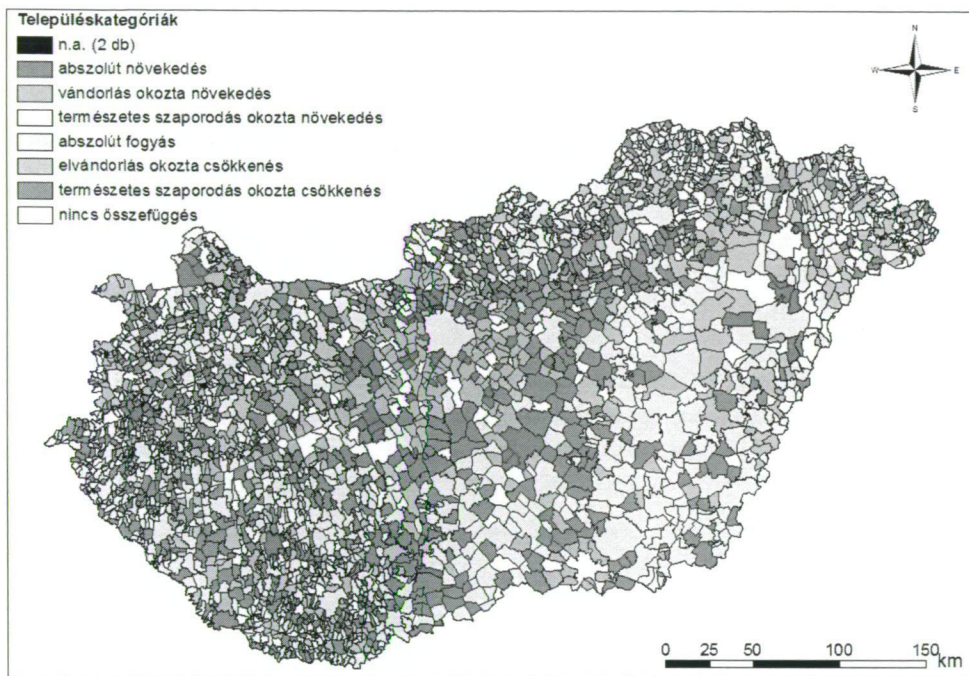 Településkategóriák
n.a. (2 db)
abszolút növekedés
vándorlás okozta növekedés
természetes szaporodás okozta növekedés
abszolút fogyás
elvándorlás okozta csökkenés
természetes szaporodás okozta csökkenés
nincs összefüggés
N
W E
S
0 25 50 100 150
km